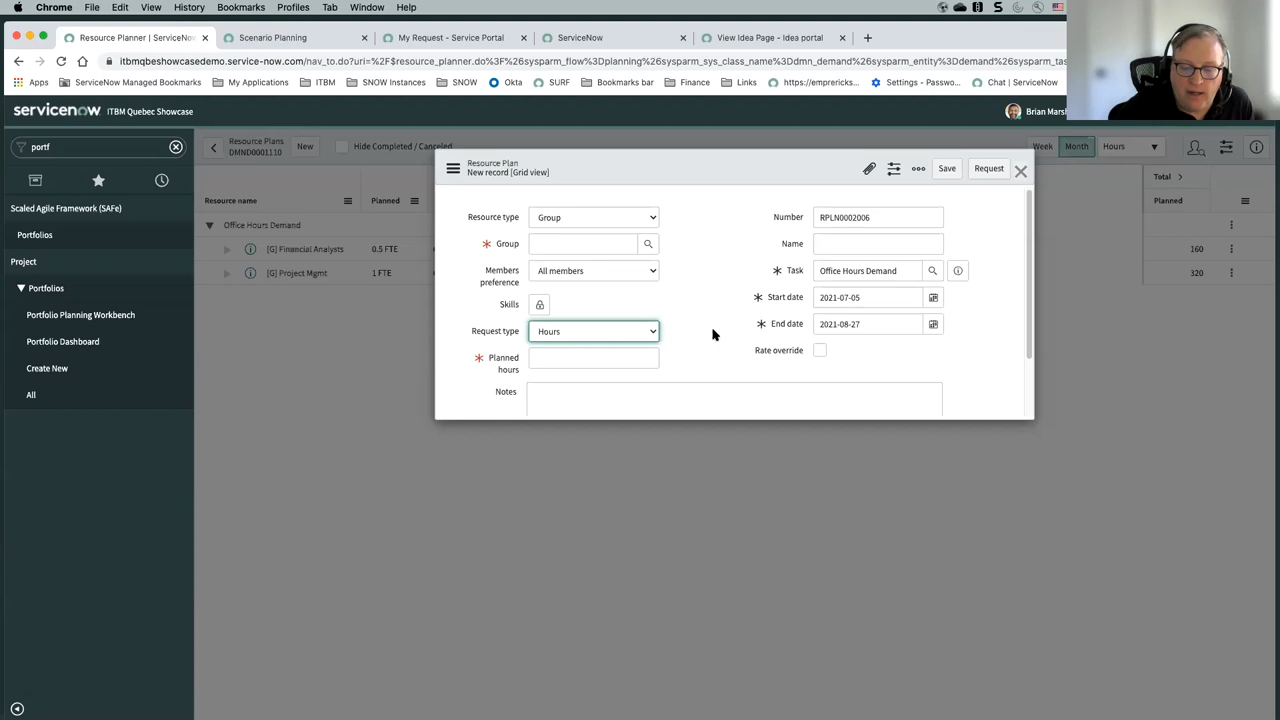 Chrome File Edit View History Bookmarks Profiles Tab Window Help
Resource Planner | ServiceNow Scenario Planning My Request - Service Portal ServiceNow View Idea Page - Idea portal
itbmqbeshowcasedemo.service-now.com/nav_to.do?uri=%2F$resource_planner.do%3F%26sysparm_flow%3Dplanning%26sysparm_sys_class_name%3Ddmn_demand%26sysparm_entity%3Ddemand%26sysparm_tas
Apps ServiceNow Managed Bookmarks My Applications ITBM SNOW Instances SNOW Okta SURF Bookmarks bar Finance Links https://emprericks... Settings - Passwo... Chat | ServiceNow
servicenow ITBM Quebec Showcase
Brian Marsh
portf
Resource Plans
DMND0001110
New
Hide Completed / Canceled
Week Month Hours
Scaled Agile Framework (SAFe)
Portfolios
Project
Portfolios
Portfolio Planning Workbench
Portfolio Dashboard
Create New
All
Resource name Planned
Office Hours Demand
[G] Financial Analysts 0.5 FTE
[G] Project Mgmt 1 FTE
Total
Planned
160
320
Resource Plan
New record [Grid view]
Save Request
Resource type Group
Group
Members
preference
All members
Skills
Request type Hours
Planned
hours
Notes
Number RPLN0002006
Name
Task Office Hours Demand
Start date 2021-07-05
End date 2021-08-27
Rate override